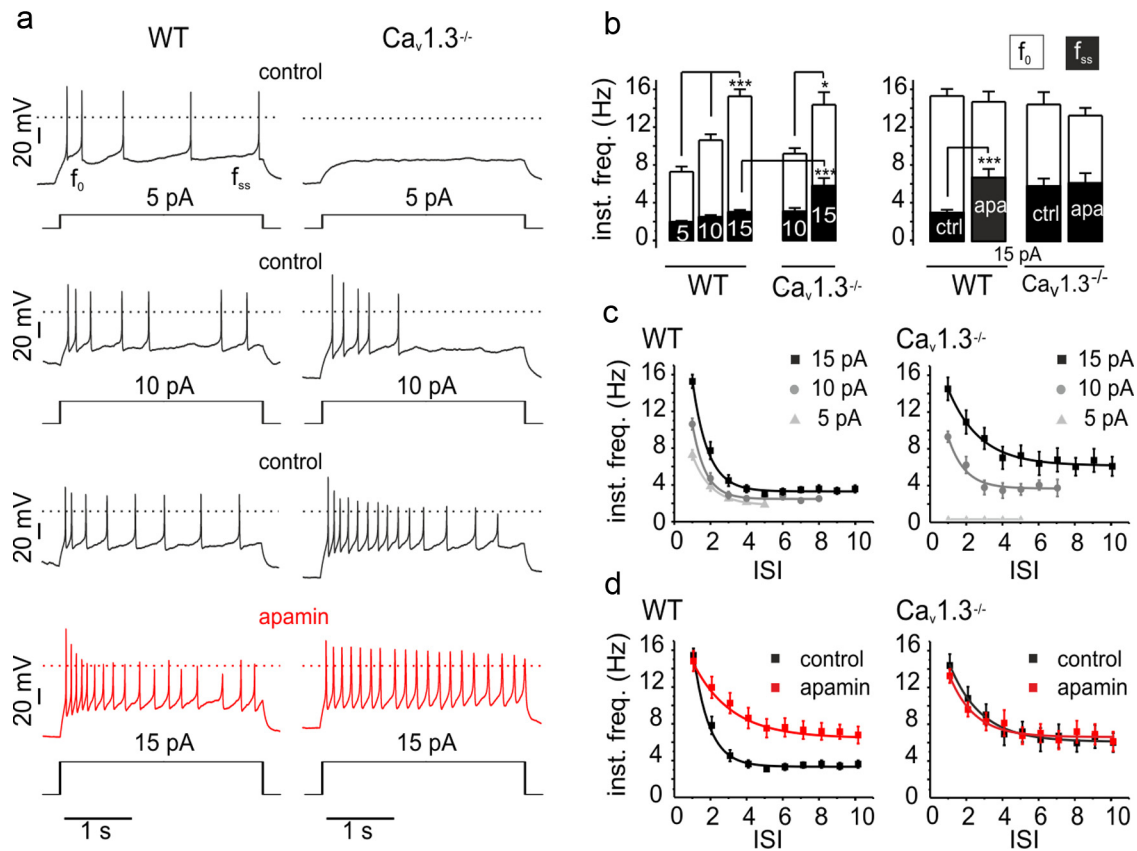 a
WT
Cav1.3-/-
control
20 mV
f0
fss
5 pA
5 pA
control
20 mV
10 pA
10 pA
control
20 mV
apamin
20 mV
15 pA
15 pA
1 s
1 s
b
f0
fss
inst. freq. (Hz)
16
12
8
4
0
***
*
***
5
10
15
10
15
WT
Cav1.3-/-
16
12
8
4
0
***
ctrl
apa
ctrl
apa
15 pA
WT
Cav1.3-/-
c
WT
inst. freq. (Hz)
16
12
8
4
0
15 pA
10 pA
5 pA
0 2 4 6 8 10
ISI
Cav1.3-/-
16
12
8
4
0
15 pA
10 pA
5 pA
0 2 4 6 8 10
ISI
d
WT
inst. freq. (Hz)
16
12
8
4
0
control
apamin
0 2 4 6 8 10
ISI
Cav1.3-/-
16
12
8
4
0
control
apamin
0 2 4 6 8 10
ISI